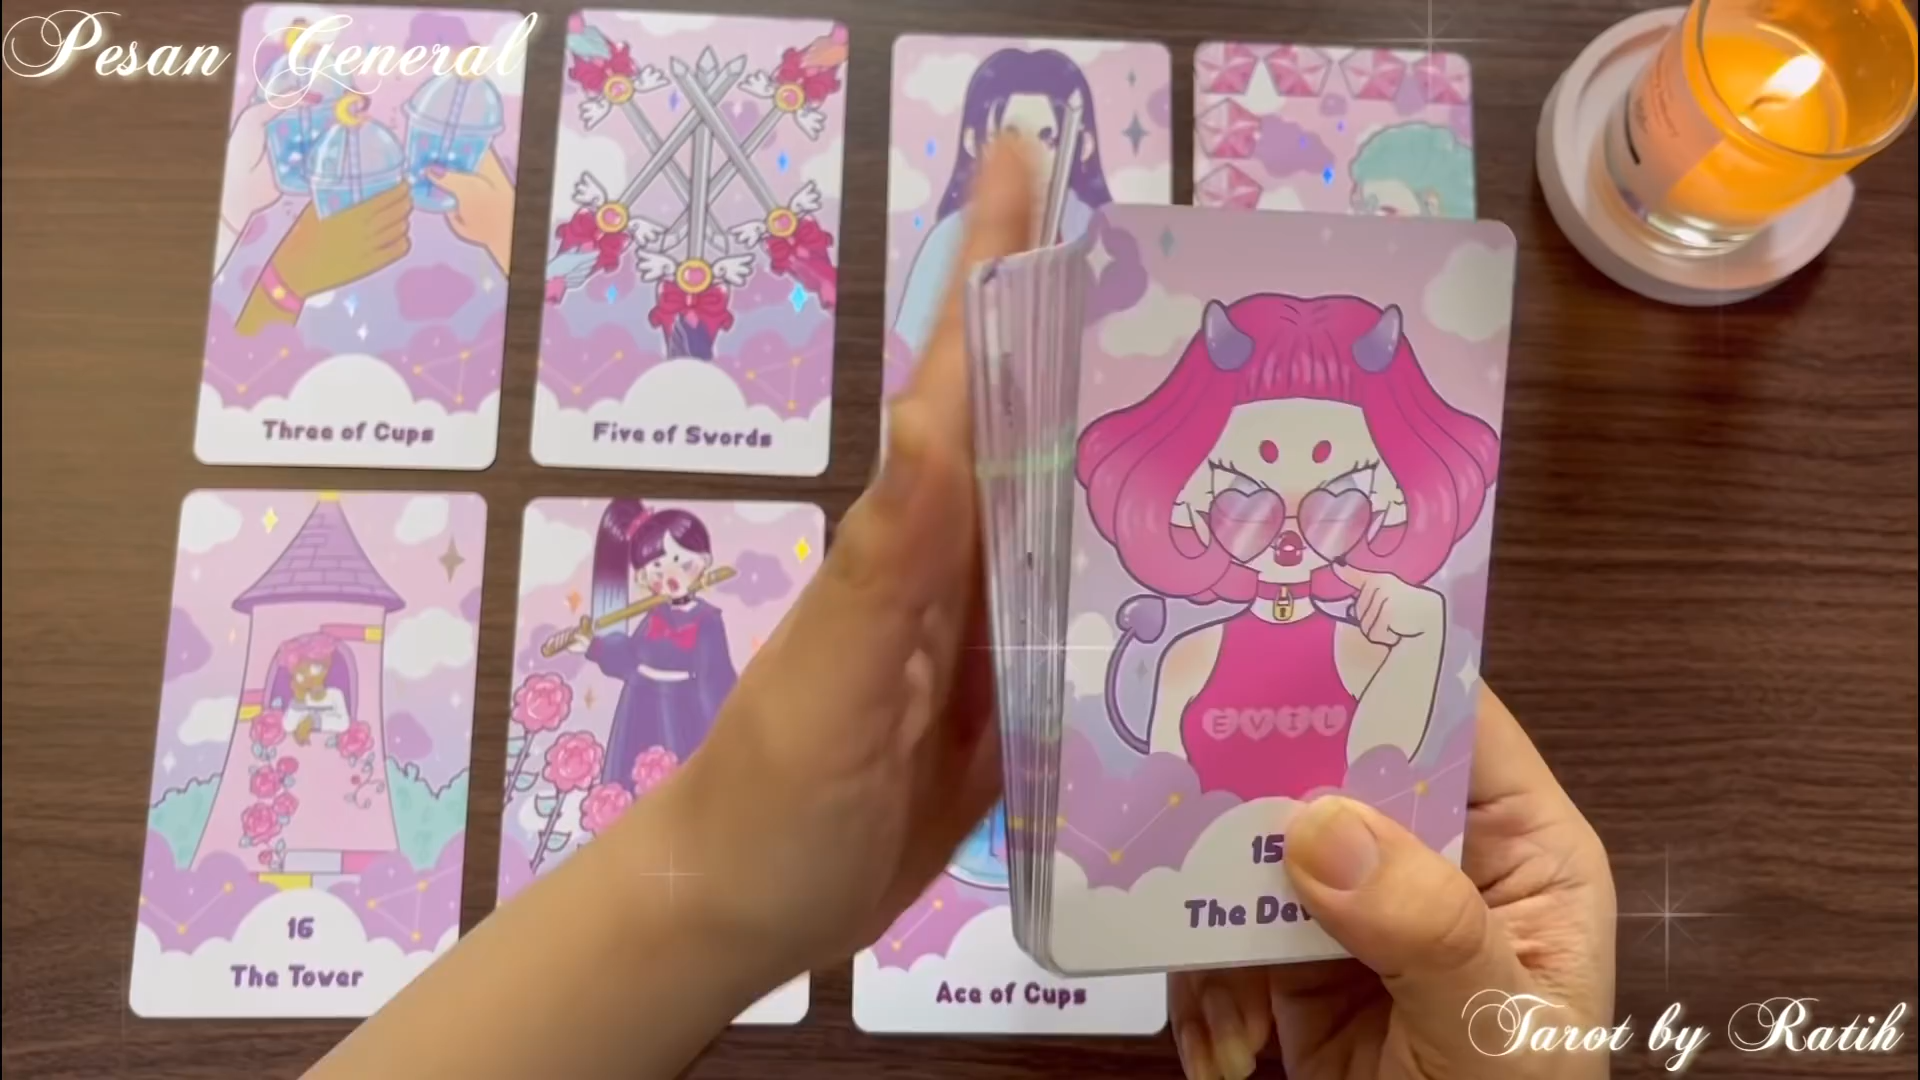 Pesan General
Three of Cups
Five of Swords
EVIL
15
16
The Tower
Ace of Cups
Tarot by Ratih